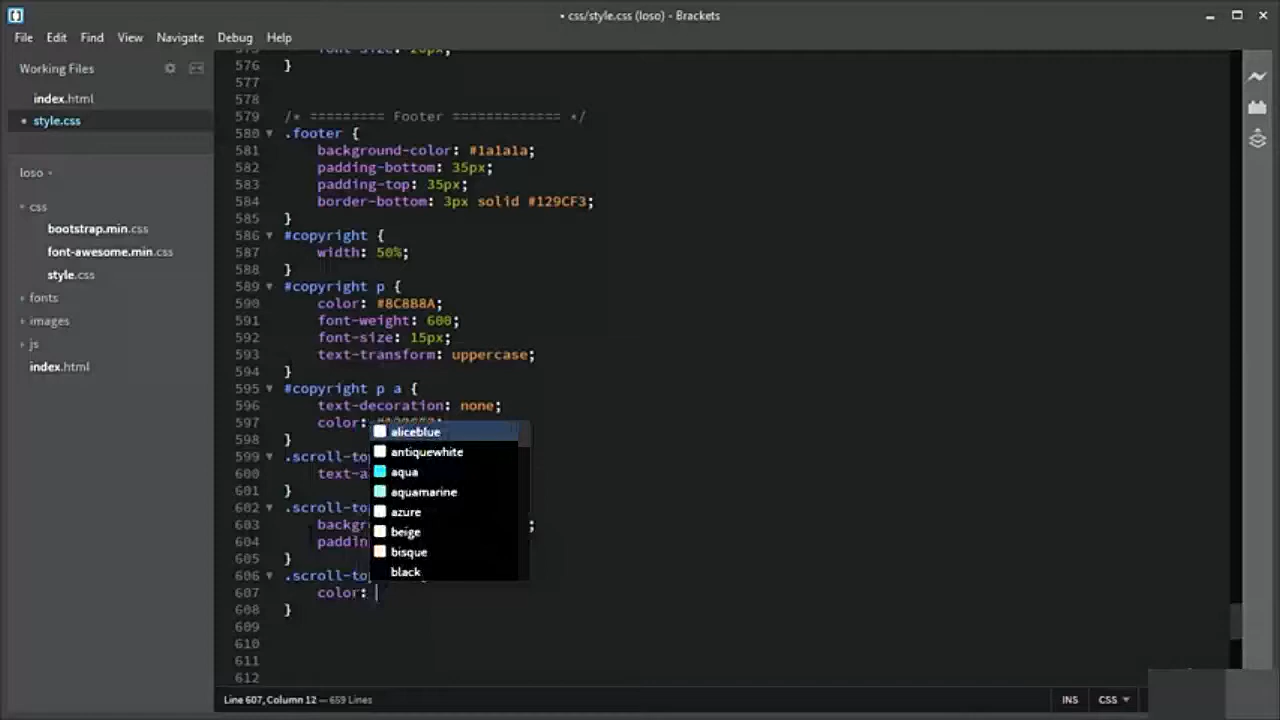 • css/style.css (loso) - Brackets
File Edit Find View Navigate Debug Help
Working Files
index.html
• style.css
loso
css
bootstrap.min.css
font-awesome.min.css
style.css
fonts
images
js
index.html
576 }
577
578
579 /* ========= Footer ============= */
580 .footer {
581 background-color: #1a1a1a;
582 padding-bottom: 35px;
583 padding-top: 35px;
584 border-bottom: 3px solid #129CF3;
585 }
586 #copyright {
587 width: 50%;
588 }
589 #copyright p {
590 color: #8C8B8A;
591 font-weight: 600;
592 font-size: 15px;
593 text-transform: uppercase;
594 }
595 #copyright p a {
596 text-decoration: none;
597 color:
598 }
599 .scroll-to
600 text-a
601 }
602 .scroll-to
603 backgr ;
604 paddin
605 }
606 .scroll-to
607 color:
608 }
609
610
611
612
aliceblue
antiquewhite
aqua
aquamarine
azure
beige
bisque
black
Line 607, Column 12 — 659 Lines
INS CSS